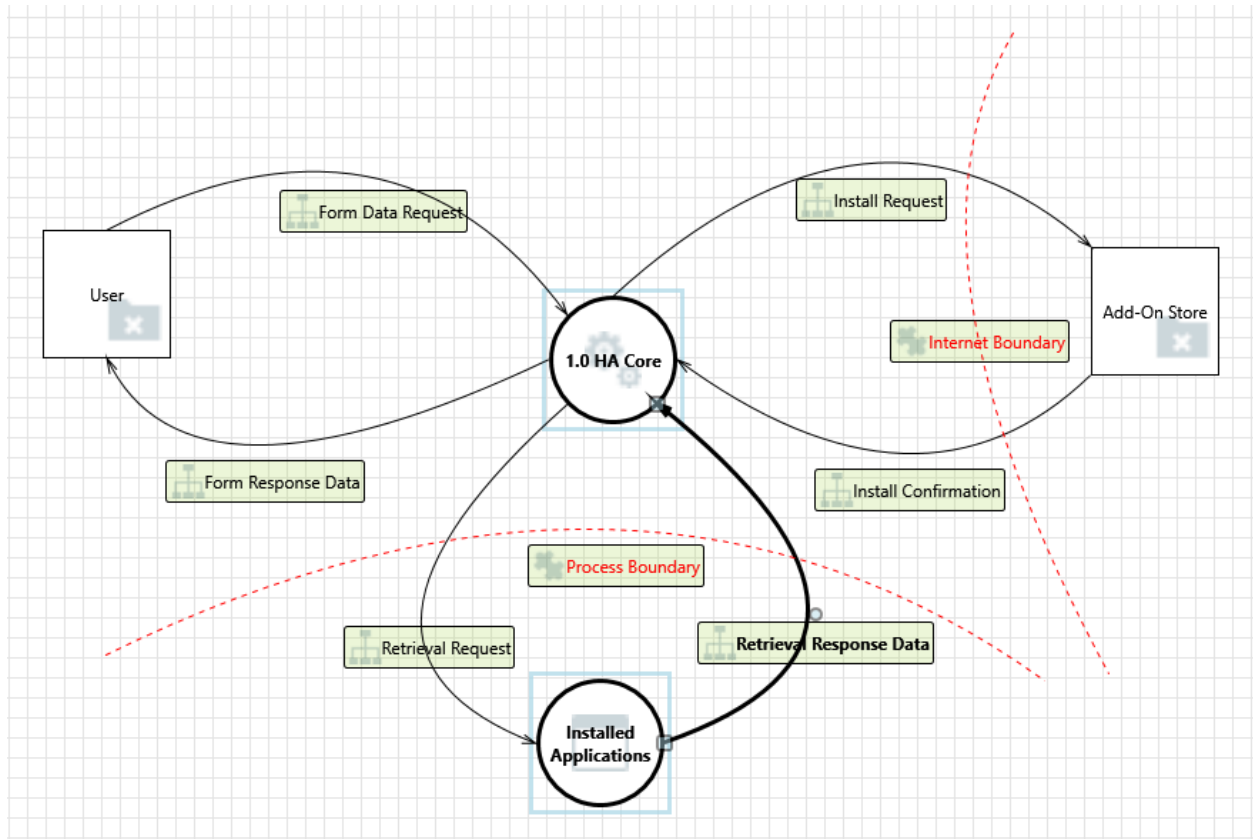 Form Data Request
Install Request
User
Add-On Store
Internet Boundary
1.0 HA Core
Form Response Data
Install Confirmation
Process Boundary
Retrieval Request
Retrieval Response Data
Installed
Applications